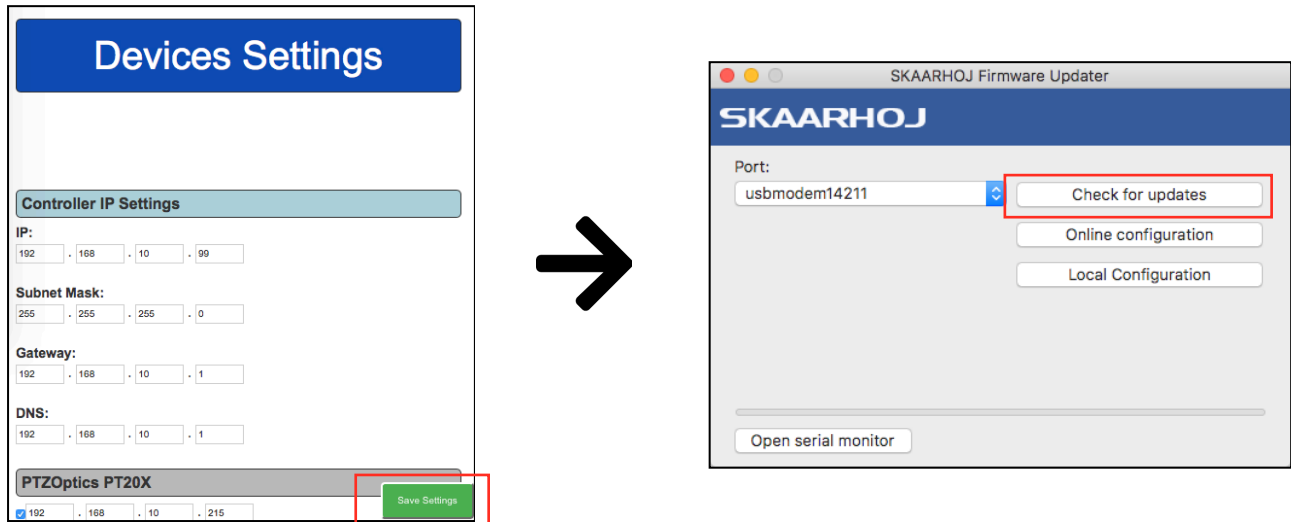 Devices Settings
Controller IP Settings
IP:
192 . 168 . 10 . 99
Subnet Mask:
255 . 255 . 255 . 0
Gateway:
192 . 168 . 10 . 1
DNS:
192 . 168 . 10 . 1
PTZOptics PT20X
192 . 168 . 10 . 215
Save Settings
SKAARHOJ Firmware Updater
SKAARHOJ
Port:
usbmodem14211
Check for updates
Online configuration
Local Configuration
Open serial monitor